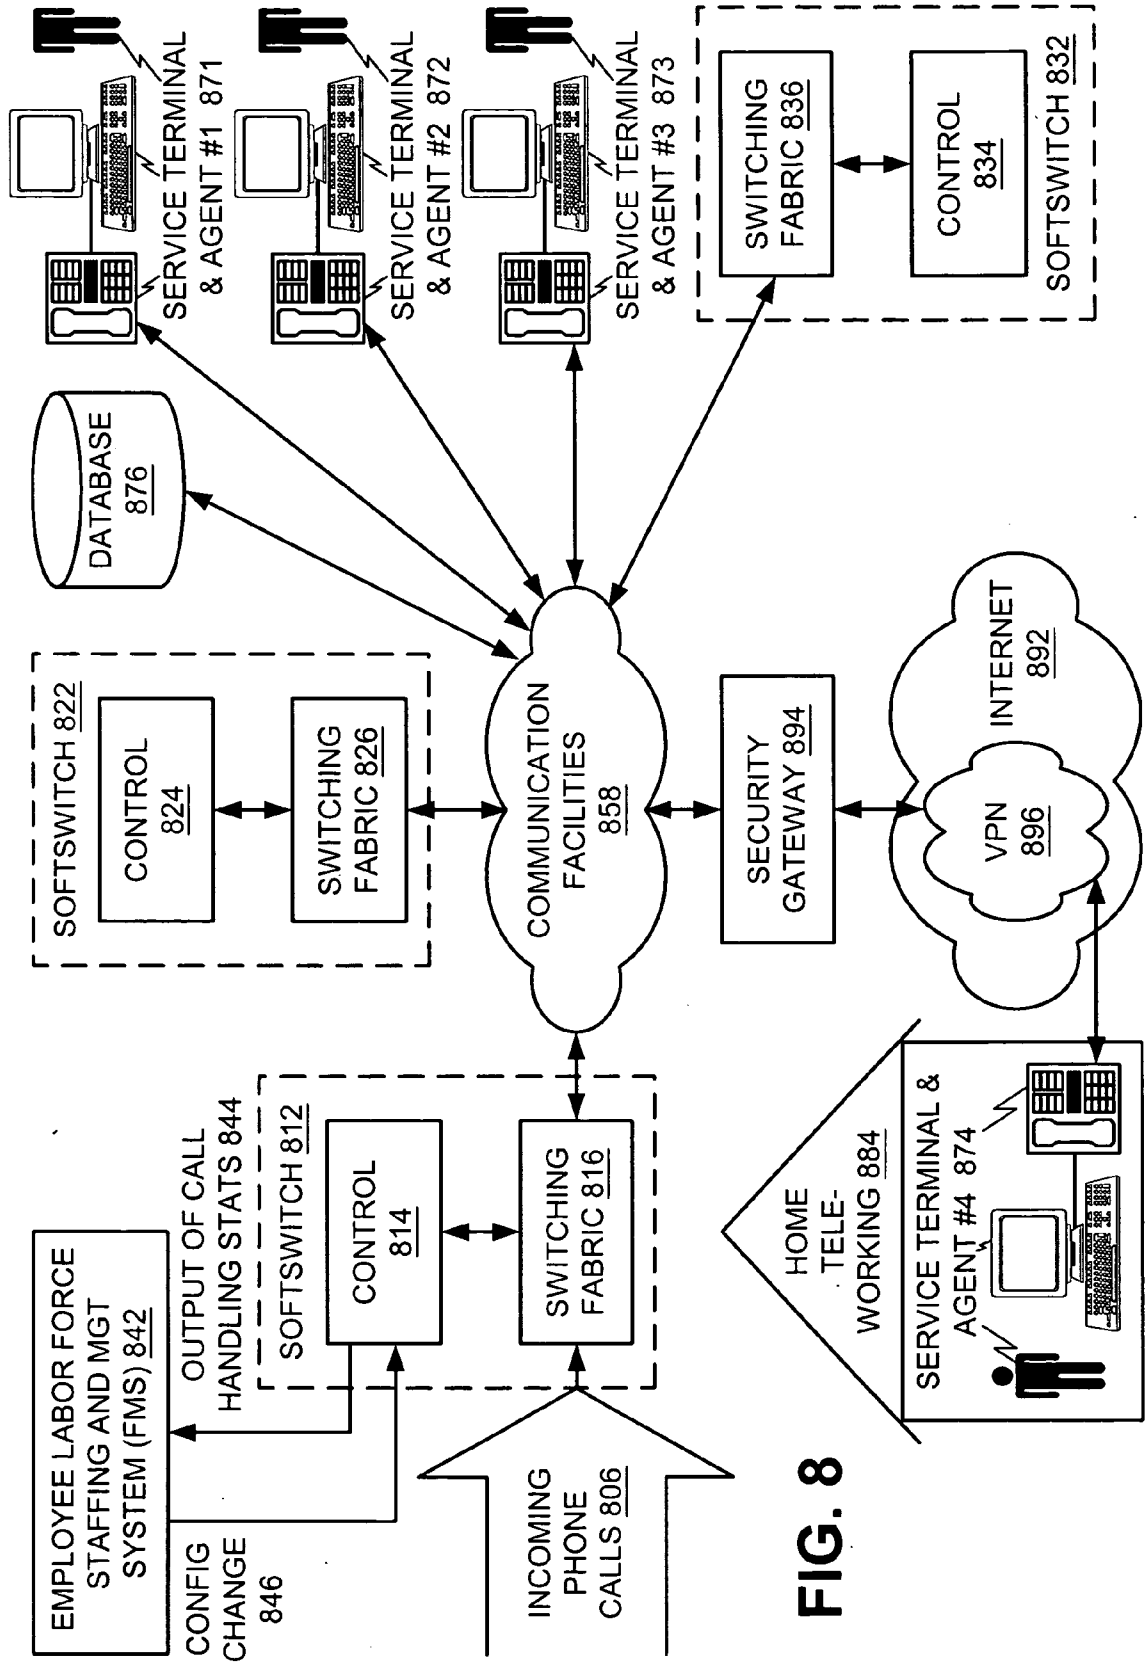 EMPLOYEE LABOR FORCE
STAFFING AND MGT
SYSTEM (FMS) 842
CONFIG
CHANGE
846
OUTPUT OF CALL
HANDLING STATS 844
SOFTSWITCH 812
CONTROL
814
SWITCHING
FABRIC 816
INCOMING
PHONE
CALLS 806
SOFTSWITCH 822
CONTROL
824
SWITCHING
FABRIC 826
DATABASE
876
SERVICE TERMINAL
& AGENT #1 871
SERVICE TERMINAL
& AGENT #2 872
SERVICE TERMINAL
& AGENT #3 873
COMMUNICATION
FACILITIES
858
SWITCHING
FABRIC 836
CONTROL
834
SOFTSWITCH 832
SECURITY
GATEWAY 894
INTERNET
892
VPN
896
HOME
TELE-
WORKING 884
SERVICE TERMINAL &
AGENT #4 874
FIG. 8